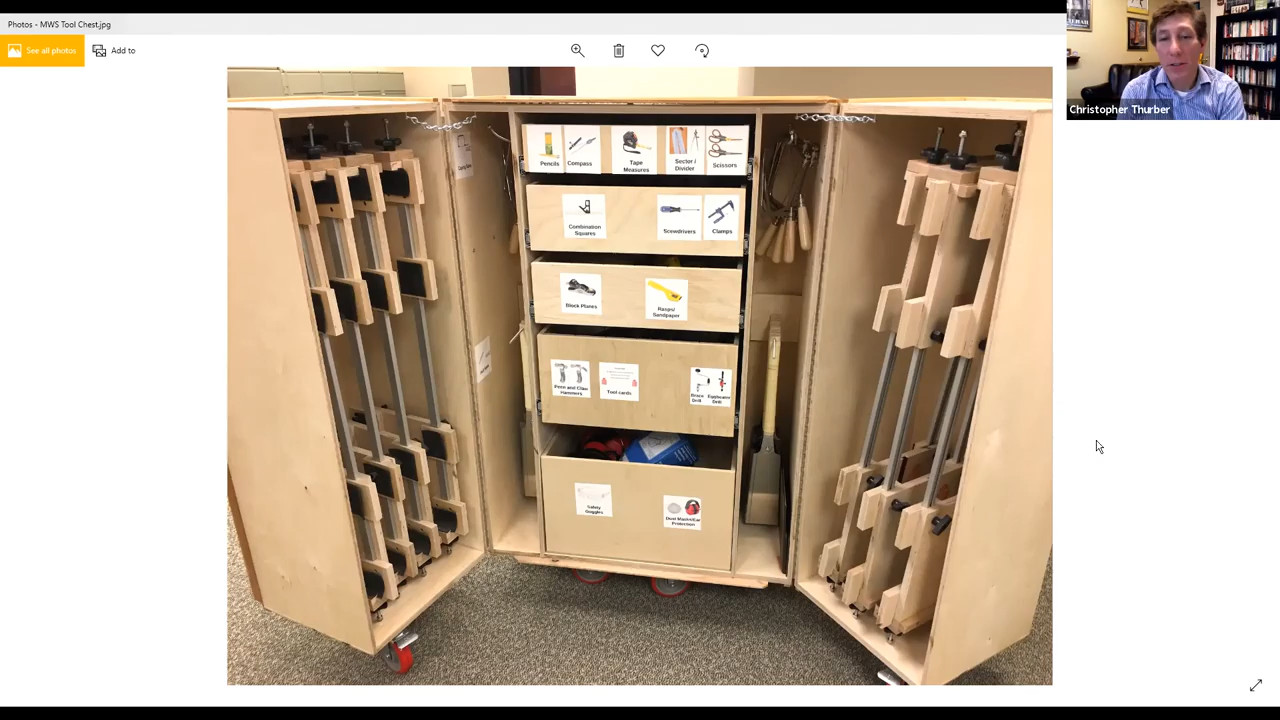 Photos - MWS Tool Chest.jpg
See all photos
Add to
Christopher Thurber
Pencils
Compass
Tape
Measures
Sector /
Divider
Scissors
Combination
Squares
Screwdrivers
Clamps
Block Planes
Rasps/
Sandpaper
Peen and Claw
Hammers
Tool cards
Brace
Drill
Eggbeater
Drill
Safety
Goggles
Dust Masks/Ear
Protection